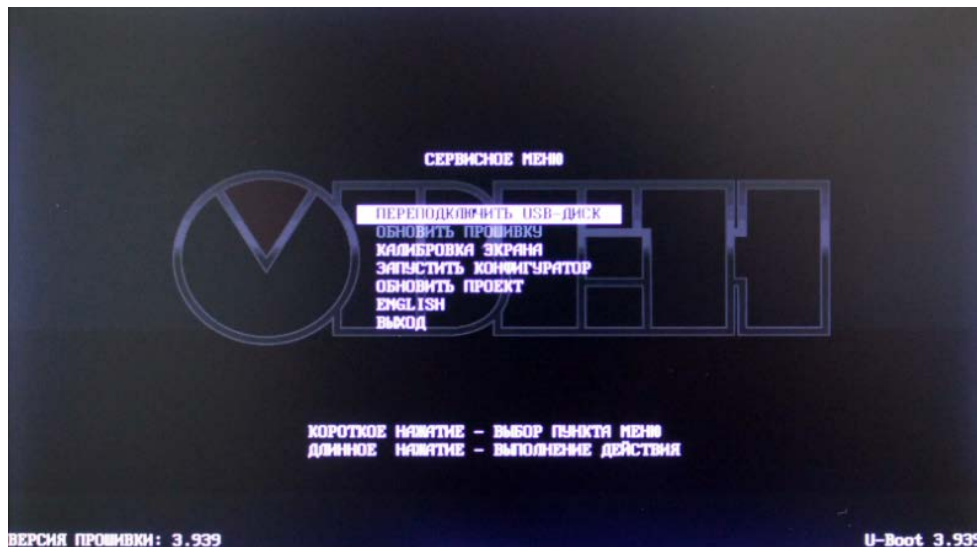 СЕРВИСНОЕ МЕНЮ
ОВЕН
ПЕРЕПОДКЛЮЧИТЬ USB-ДИСК
ОБНОВИТЬ ПРОШИВКУ
КАЛИБРОВКА ЭКРАНА
ЗАПУСТИТЬ КОНФИГУРАТОР
ОБНОВИТЬ ПРОЕКТ
ENGLISH
ВЫХОД
КОРОТКОЕ НАЖАТИЕ - ВЫБОР ПУНКТА МЕНЮ
ДЛИННОЕ НАЖАТИЕ - ВЫПОЛНЕНИЕ ДЕЙСТВИЯ
ВЕРСИЯ ПРОШИВКИ: 3.939
U-Boot 3.939